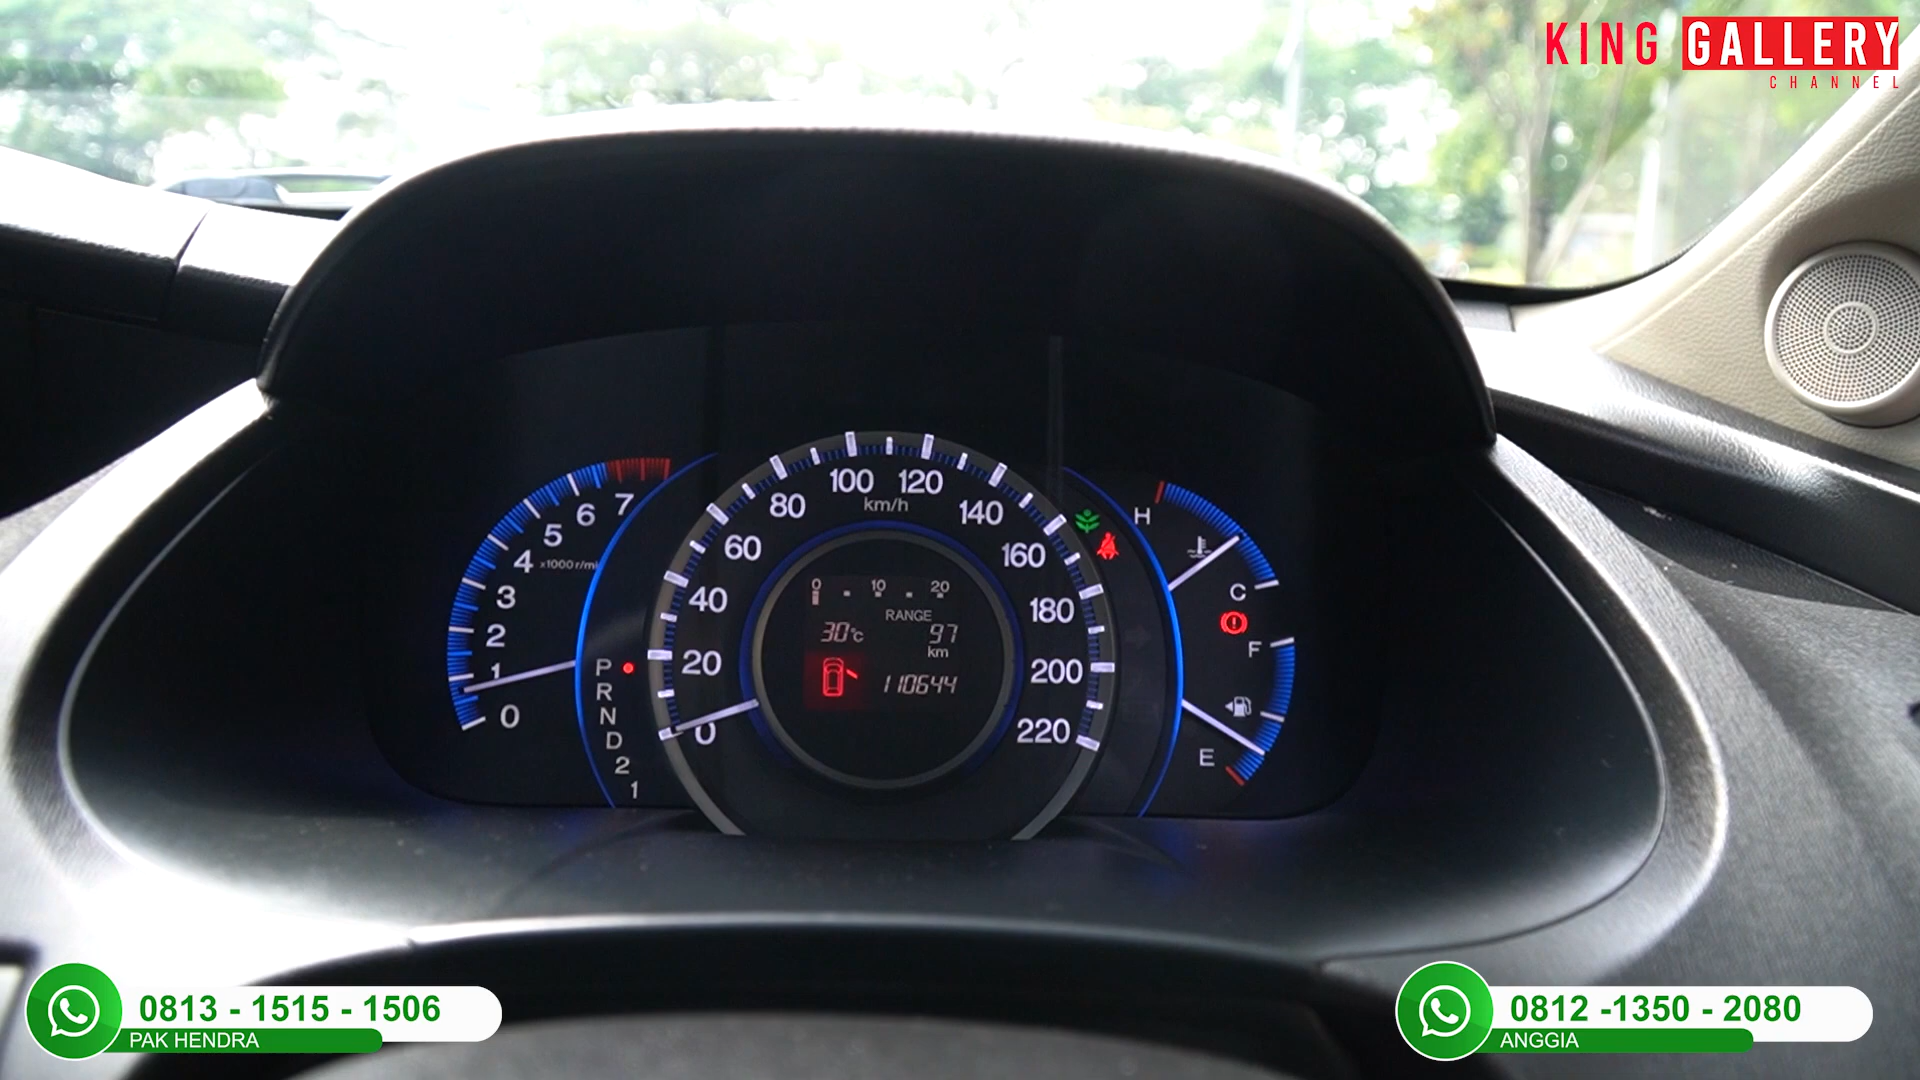 KING GALLERY
CHANNEL
0
1
2
3
4
5
6
7
x1000 r/mi
P
R
N
D
2
1
0
20
40
60
80
100
120
140
160
180
200
220
km/h
0 10 20
RANGE
30°C 97
km
110644
H
C
F
E
0813 - 1515 - 1506
PAK HENDRA
0812 -1350 - 2080
ANGGIA